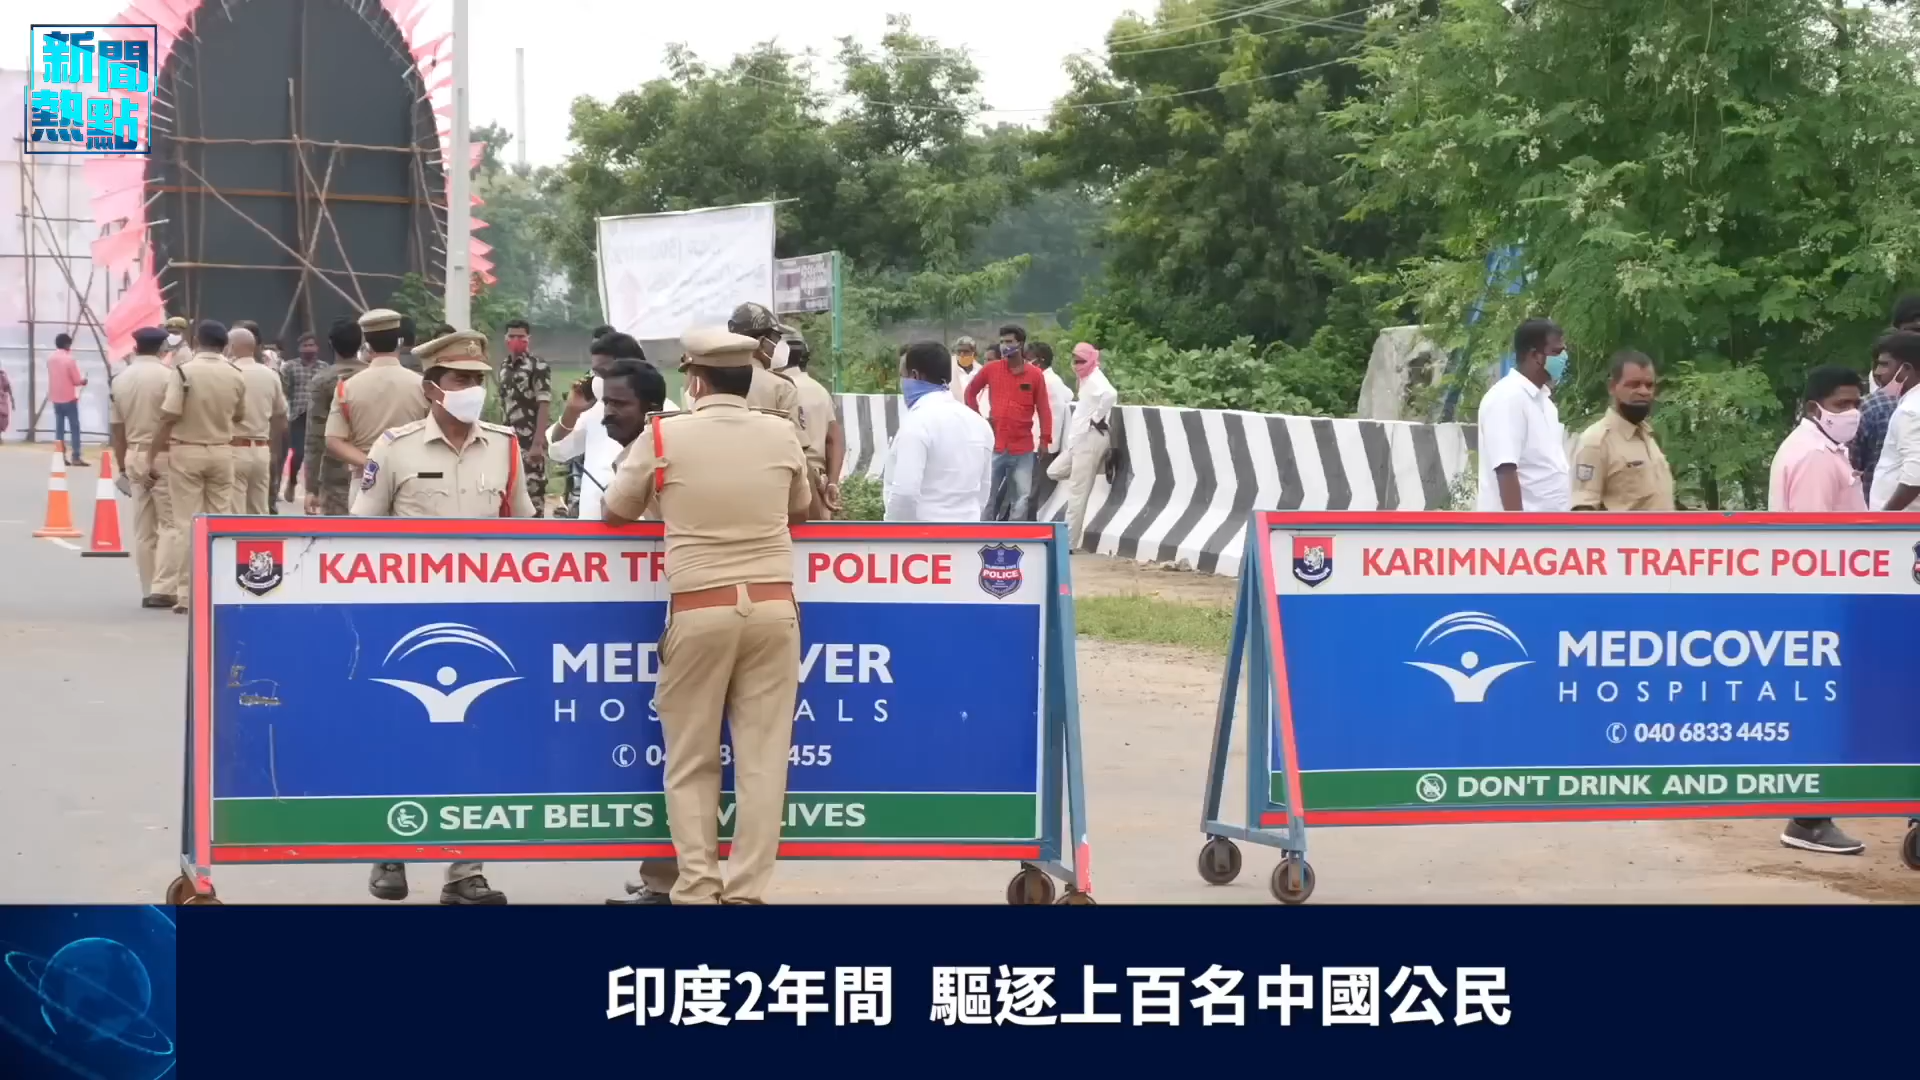 新聞
熱點
KARIMNAGAR TR POLICE
POLICE
MED VER
HOS ALS
455
SEAT BELTS LIVES
KARIMNAGAR TRAFFIC POLICE
MEDICOVER
HOSPITALS
040 6833 4455
DON'T DRINK AND DRIVE
印度2年間 驅逐上百名中國公民